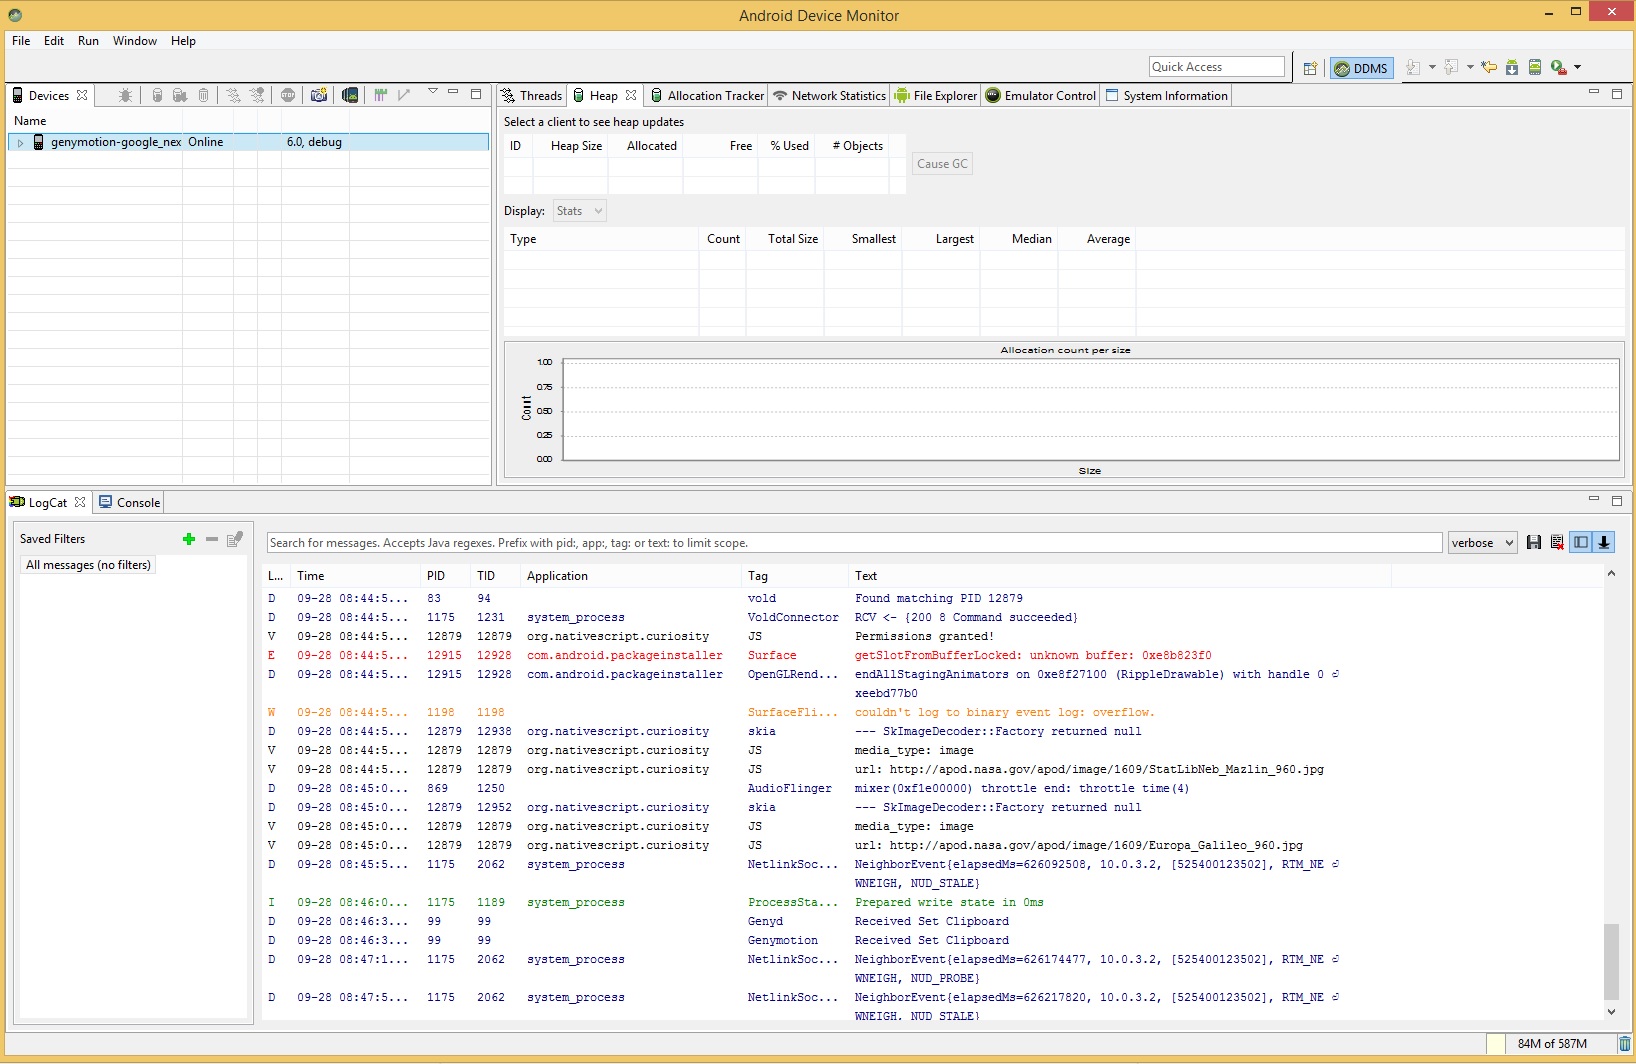 Android Device Monitor
File Edit Run Window Help
Quick Access
DDMS
Devices
Name
genymotion-google_nex Online 6.0, debug
Threads Heap Allocation Tracker Network Statistics File Explorer Emulator Control System Information
Select a client to see heap updates
ID Heap Size Allocated Free % Used # Objects
Cause GC
Display: Stats
Type Count Total Size Smallest Largest Median Average
Allocation count per size
1.00
0.75
0.50
0.25
0.00
Count
Size
LogCat Console
Saved Filters
All messages (no filters)
Search for messages. Accepts Java regexes. Prefix with pid:, app:, tag: or text: to limit scope.
verbose
L... Time PID TID Application Tag Text
D 09-28 08:44:5... 83 94 vold Found matching PID 12879
D 09-28 08:44:5... 1175 1231 system_process VoldConnector RCV <- {200 8 Command succeeded}
V 09-28 08:44:5... 12879 12879 org.nativescript.curiosity JS Permissions granted!
E 09-28 08:44:5... 12915 12928 com.android.packageinstaller Surface getSlotFromBufferLocked: unknown buffer: 0xe8b823f0
D 09-28 08:44:5... 12915 12928 com.android.packageinstaller OpenGLRend... endAllStagingAnimators on 0xe8f27100 (RippleDrawable) with handle 0
xeebd77b0
W 09-28 08:44:5... 1198 1198 SurfaceFli... couldn't log to binary event log: overflow.
D 09-28 08:44:5... 12879 12938 org.nativescript.curiosity skia --- SkImageDecoder::Factory returned null
V 09-28 08:44:5... 12879 12879 org.nativescript.curiosity JS media_type: image
V 09-28 08:44:5... 12879 12879 org.nativescript.curiosity JS url: http://apod.nasa.gov/apod/image/1609/StatLibNeb_Mazlin_960.jpg
D 09-28 08:45:0... 869 1250 AudioFlinger mixer(0xf1e00000) throttle end: throttle time(4)
D 09-28 08:45:0... 12879 12952 org.nativescript.curiosity skia --- SkImageDecoder::Factory returned null
V 09-28 08:45:0... 12879 12879 org.nativescript.curiosity JS media_type: image
V 09-28 08:45:0... 12879 12879 org.nativescript.curiosity JS url: http://apod.nasa.gov/apod/image/1609/Europa_Galileo_960.jpg
D 09-28 08:45:5... 1175 2062 system_process NetlinkSoc... NeighborEvent{elapsedMs=626092508, 10.0.3.2, [525400123502], RTM_NE
WNEIGH, NUD_STALE}
I 09-28 08:46:0... 1175 1189 system_process ProcessSta... Prepared write state in 0ms
D 09-28 08:46:3... 99 99 Genyd Received Set Clipboard
D 09-28 08:46:3... 99 99 Genymotion Received Set Clipboard
D 09-28 08:47:1... 1175 2062 system_process NetlinkSoc... NeighborEvent{elapsedMs=626174477, 10.0.3.2, [525400123502], RTM_NE
WNEIGH, NUD_PROBE}
D 09-28 08:47:5... 1175 2062 system_process NetlinkSoc... NeighborEvent{elapsedMs=626217820, 10.0.3.2, [525400123502], RTM_NE
WNEIGH, NUD_STALE}
84M of 587M